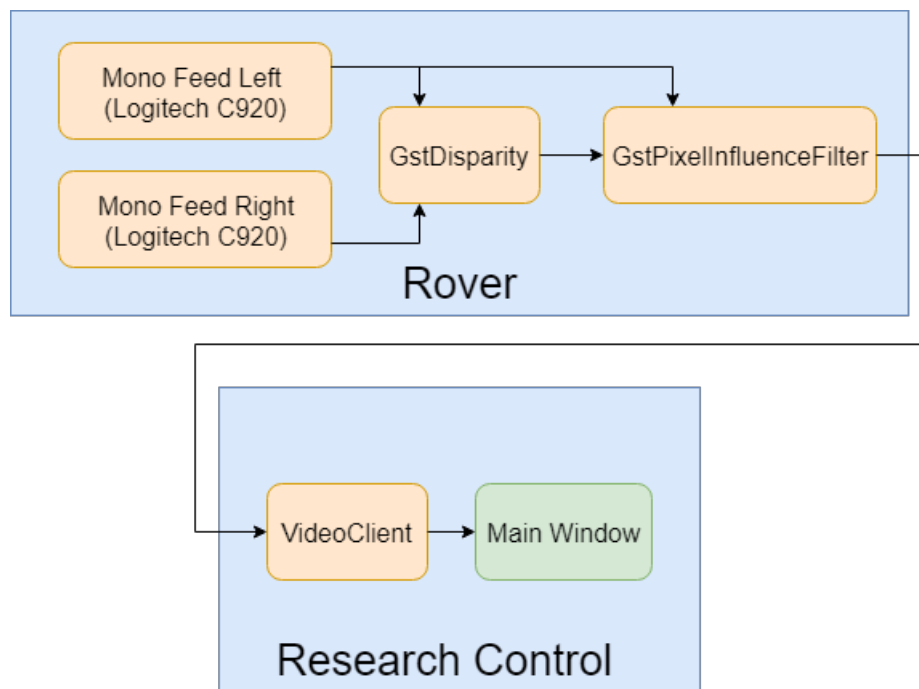 Mono Feed Left
(Logitech C920)
GstDisparity
GstPixelInfluenceFilter
Mono Feed Right
(Logitech C920)
Rover
VideoClient
Main Window
Research Control